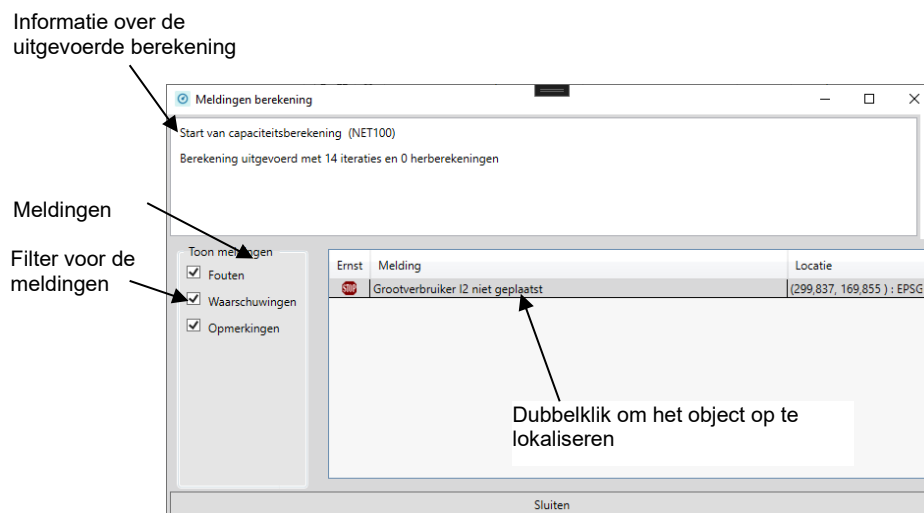 Informatie over de
uitgevoerde berekening
Meldingen berekening
Start van capaciteitsberekening (NET100)
Berekening uitgevoerd met 14 iteraties en 0 herberekeningen
Meldingen
Filter voor de
meldingen
Toon meldingen
Fouten
Waarschuwingen
Opmerkingen
Ernst Melding Locatie
STOP Grootverbruiker I2 niet geplaatst (299,837, 169,855 ) : EPSG
Dubbelklik om het object op te
lokaliseren
Sluiten